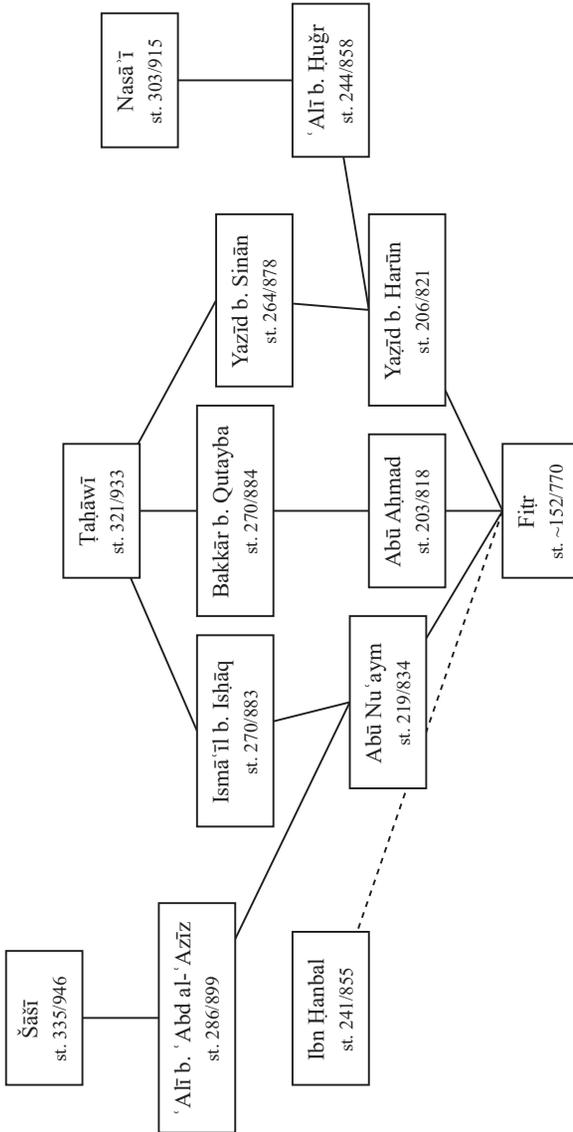 Šāšī
st. 335/946
Ṭaḥāwī
st. 321/933
Nasāʾī
st. 303/915
ʿAlī b. ʿAbd al-ʿAzīz
st. 286/899
Ismāʿīl b. Isḥāq
st. 270/883
Bakkār b. Qutayba
st. 270/884
Yazīd b. Sinān
st. 264/878
Ibn Ḥanbal
st. 241/855
ʿAlī b. Ḥuǧr
st. 244/858
Abū Nuʿaym
st. 219/834
Abū Aḥmad
st. 203/818
Yaẓīd b. Harūn
st. 206/821
Fiṭr
st. ~152/770